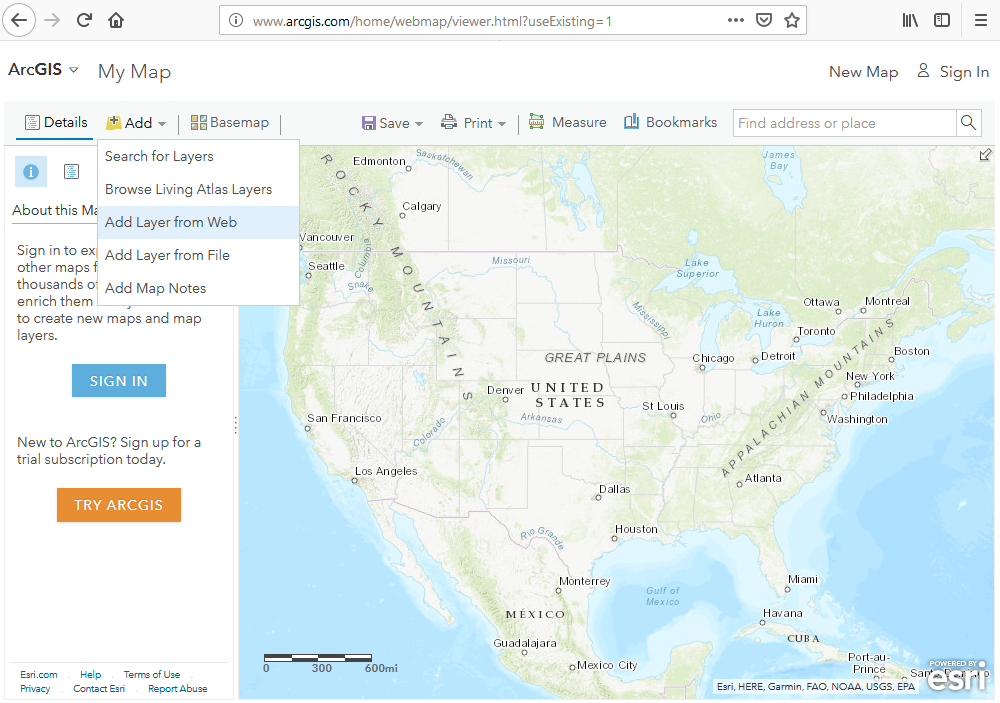 www.arcgis.com/home/webmap/viewer.html?useExisting=1
ArcGIS My Map
New Map Sign In
Details Add Basemap Save Print Measure Bookmarks Find address or place
Search for Layers
Browse Living Atlas Layers
Add Layer from Web
Add Layer from File
Add Map Notes
About this Ma
Sign in to ex
other maps f
thousands of
enrich them
to create new maps and map
layers.
SIGN IN
New to ArcGIS? Sign up for a
trial subscription today.
TRY ARCGIS
Esri.com . Help . Terms of Use .
Privacy . Contact Esri . Report Abuse
ROCKY MOUNTAINS
Edmonton
Saskatchewan
James
Bay
Calgary
Vancouver
Columbia
Seattle
Snake
Missouri
Lake
Superior
Mississippi
Ottawa
Montreal
Lake
Huron
Toronto
GREAT PLAINS
Chicago
Detroit
Boston
APPALACHIAN MOUNTAINS
New York
Philadelphia
Denver
UNITED
STATES
St Louis
Ohio
Washington
San Francisco
Colorado
Arkansas
Los Angeles
Atlanta
Dallas
Houston
Rio Grande
Monterrey
Gulf of
Mexico
Miami
MÉXICO
Havana
CUBA
Guadalajara
Mexico City
Port-au-
Prince
Santo Domingo
0 300 600mi
Esri, HERE, Garmin, FAO, NOAA, USGS, EPA
POWERED BY
esri